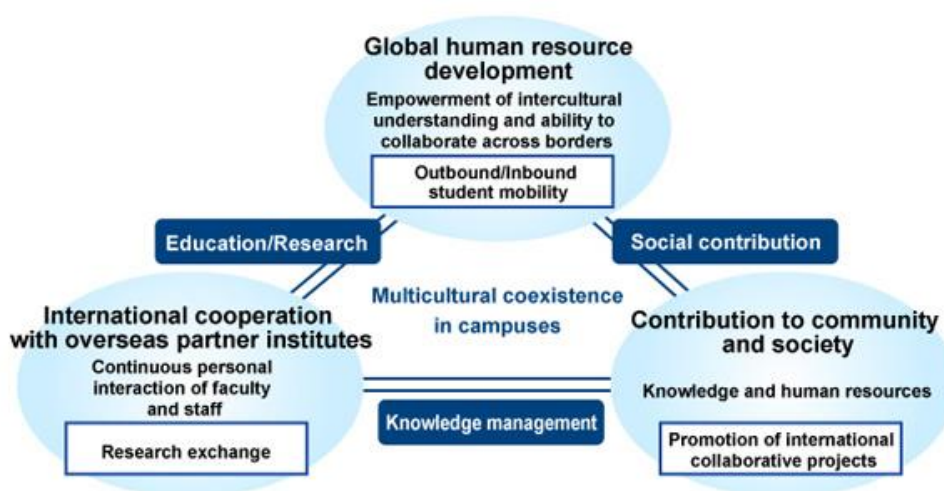 Global human resource
development
Empowerment of intercultural
understanding and ability to
collaborate across borders
Outbound/Inbound
student mobility
Education/Research
Social contribution
Multicultural coexistence
in campuses
International cooperation
with overseas partner institutes
Continuous personal
interaction of faculty
and staff
Research exchange
Knowledge management
Contribution to community
and society
Knowledge and human resources
Promotion of international
collaborative projects